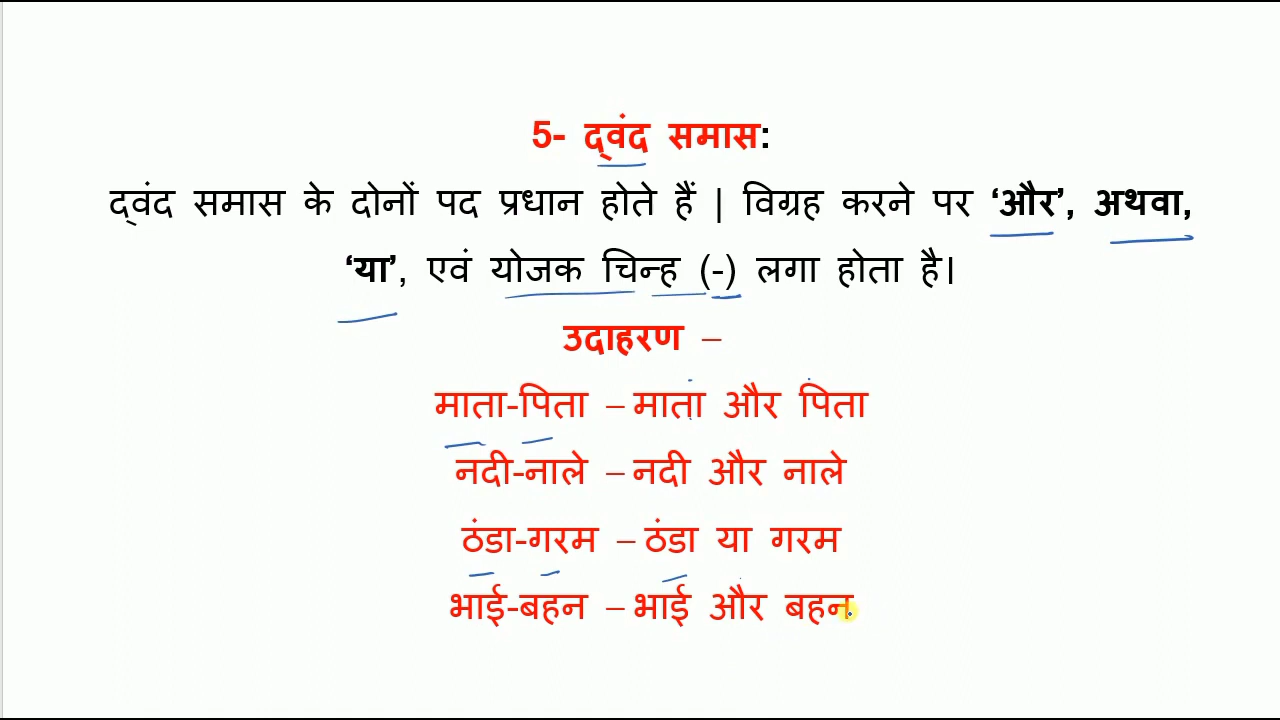 5- द्वंद समास:
द्वंद समास के दोनों पद प्रधान होते हैं | विग्रह करने पर ‘और’, अथवा,
‘या’, एवं योजक चिन्ह (-) लगा होता है।
उदाहरण –
माता-पिता – माता और पिता
नदी-नाले – नदी और नाले
ठंडा-गरम – ठंडा या गरम
भाई-बहन – भाई और बहन